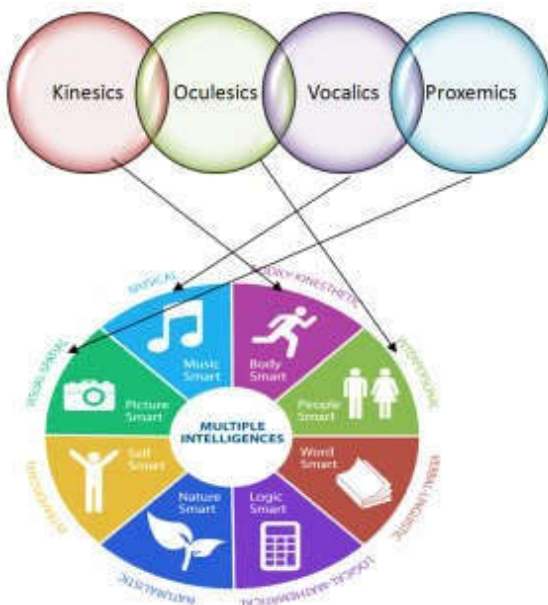 Kinesics
Oculesics
Vocalics
Proxemics
MUSICAL
BODILY-KINESTHETIC
VISUAL-SPATIAL
INTERPERSONAL
Music
Smart
Body
Smart
Picture
Smart
People
Smart
MULTIPLE
INTELLIGENCES
Self
Smart
Word
Smart
Nature
Smart
Logic
Smart
INTRAPERSONAL
VERBAL-LINGUISTIC
NATURALISTIC
LOGICAL-MATHEMATICAL